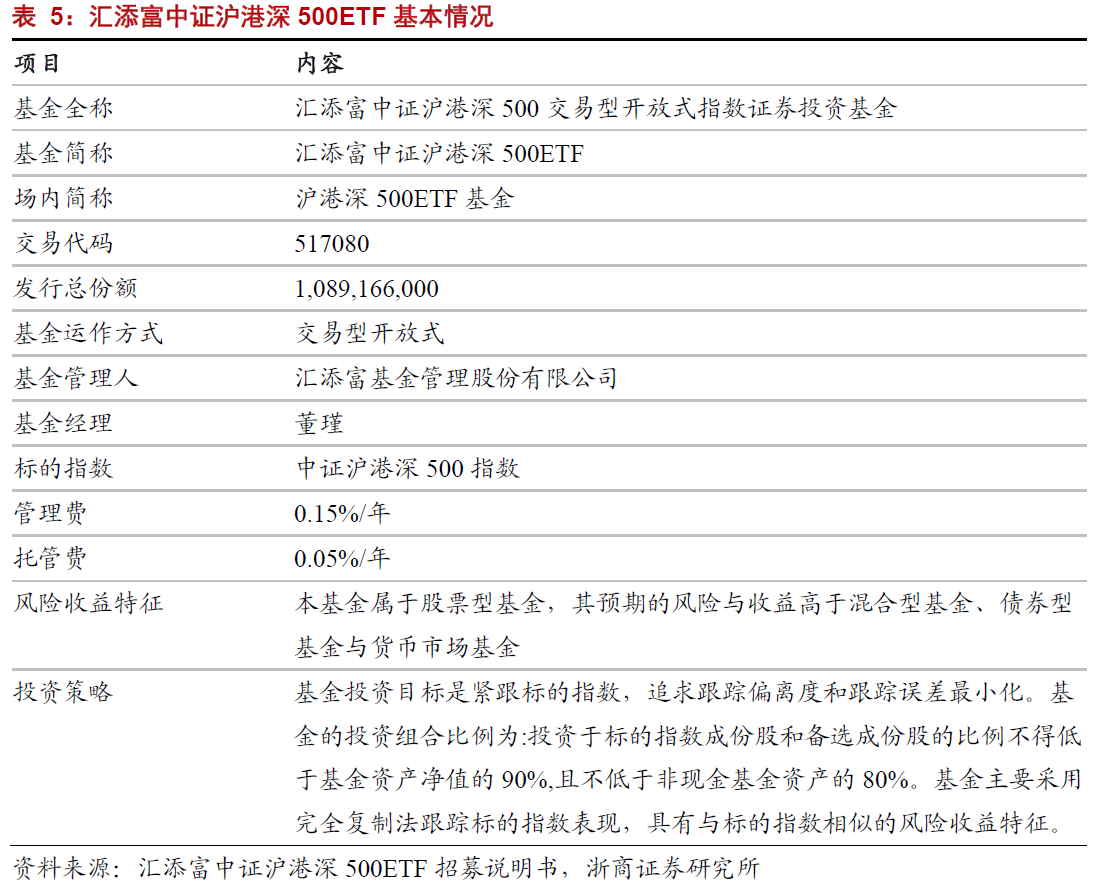 表 5：汇添富中证沪港深 500ETF 基本情况
项目 内容
基金全称 汇添富中证沪港深 500 交易型开放式指数证券投资基金
基金简称 汇添富中证沪港深 500ETF
场内简称 沪港深 500ETF 基金
交易代码 517080
发行总份额 1,089,166,000
基金运作方式 交易型开放式
基金管理人 汇添富基金管理股份有限公司
基金经理 董瑾
标的指数 中证沪港深 500 指数
管理费 0.15%/年
托管费 0.05%/年
风险收益特征 本基金属于股票型基金，其预期的风险与收益高于混合型基金、债券型
基金与货币市场基金
投资策略 基金投资目标是紧跟标的指数，追求跟踪偏离度和跟踪误差最小化。基
金的投资组合比例为:投资于标的指数成份股和备选成份股的比例不得低
于基金资产净值的 90%,且不低于非现金基金资产的 80%。基金主要采用
完全复制法跟踪标的指数表现，具有与标的指数相似的风险收益特征。
资料来源：汇添富中证沪港深 500ETF 招募说明书，浙商证券研究所